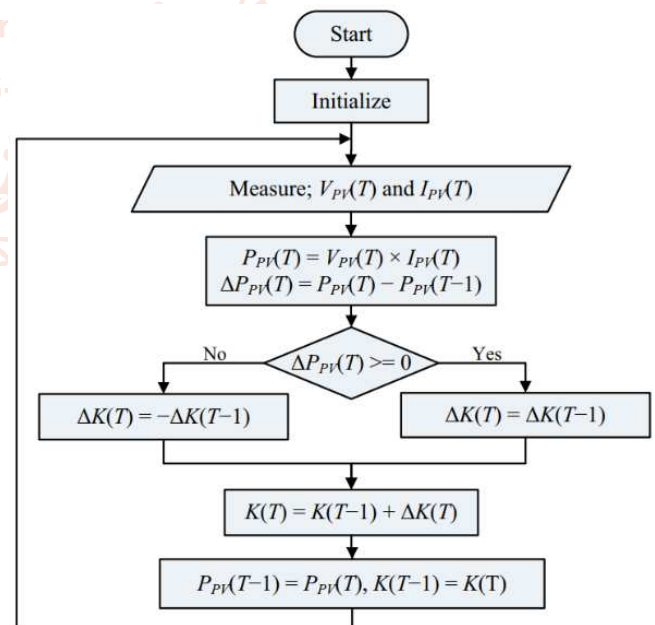 Start
Initialize
Measure; V_PV(T) and I_PV(T)
P_PV(T) = V_PV(T) × I_PV(T)
ΔP_PV(T) = P_PV(T) − P_PV(T−1)
No
ΔP_PV(T) >= 0
Yes
ΔK(T) = −ΔK(T−1)
ΔK(T) = ΔK(T−1)
K(T) = K(T−1) + ΔK(T)
P_PV(T−1) = P_PV(T), K(T−1) = K(T)